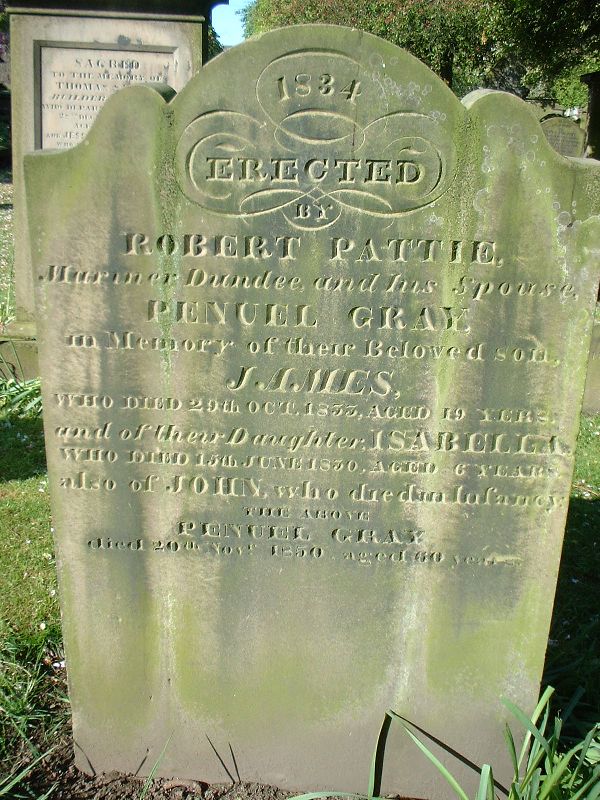 SACRED
TO THE MEMORY
THOMAS
BUILDER
1834
ERECTED
BY
ROBERT PATTIE,
Mariner Dundee, and his Spouse,
PENUEL GRAY,
in Memory of their Beloved son,
JAMES,
WHO DIED 29th OCT. 1833, AGED 19 YERS.
and of their Daughter, ISABELLA,
WHO DIED 15th JUNE 1830, AGED 6 YEARS
also of JOHN, who died in Infancy
THE ABOVE
PENUEL GRAY
died 20th Novr 1850, aged 66 years